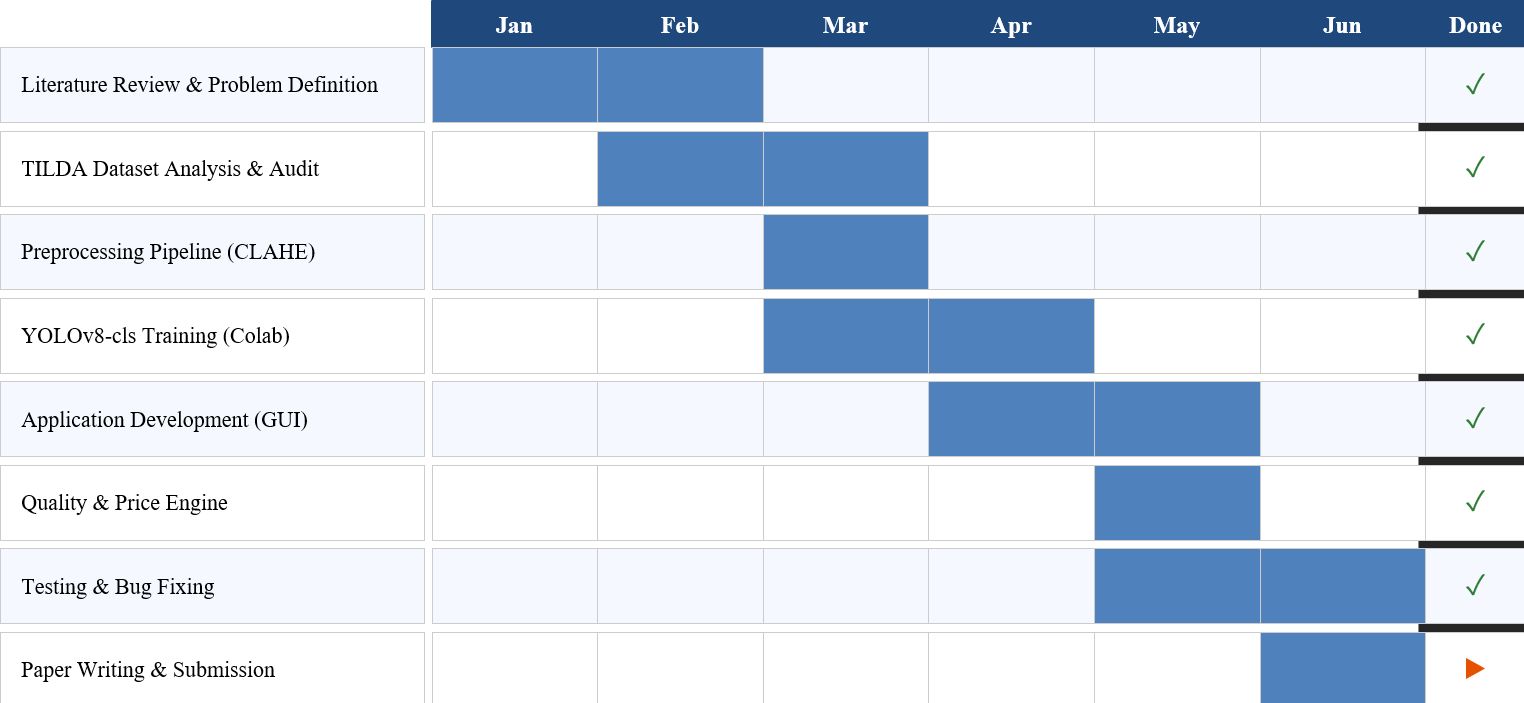 Jan Feb Mar Apr May Jun Done
Literature Review & Problem Definition ✓
TILDA Dataset Analysis & Audit ✓
Preprocessing Pipeline (CLAHE) ✓
YOLOv8-cls Training (Colab) ✓
Application Development (GUI) ✓
Quality & Price Engine ✓
Testing & Bug Fixing ✓
Paper Writing & Submission ▶